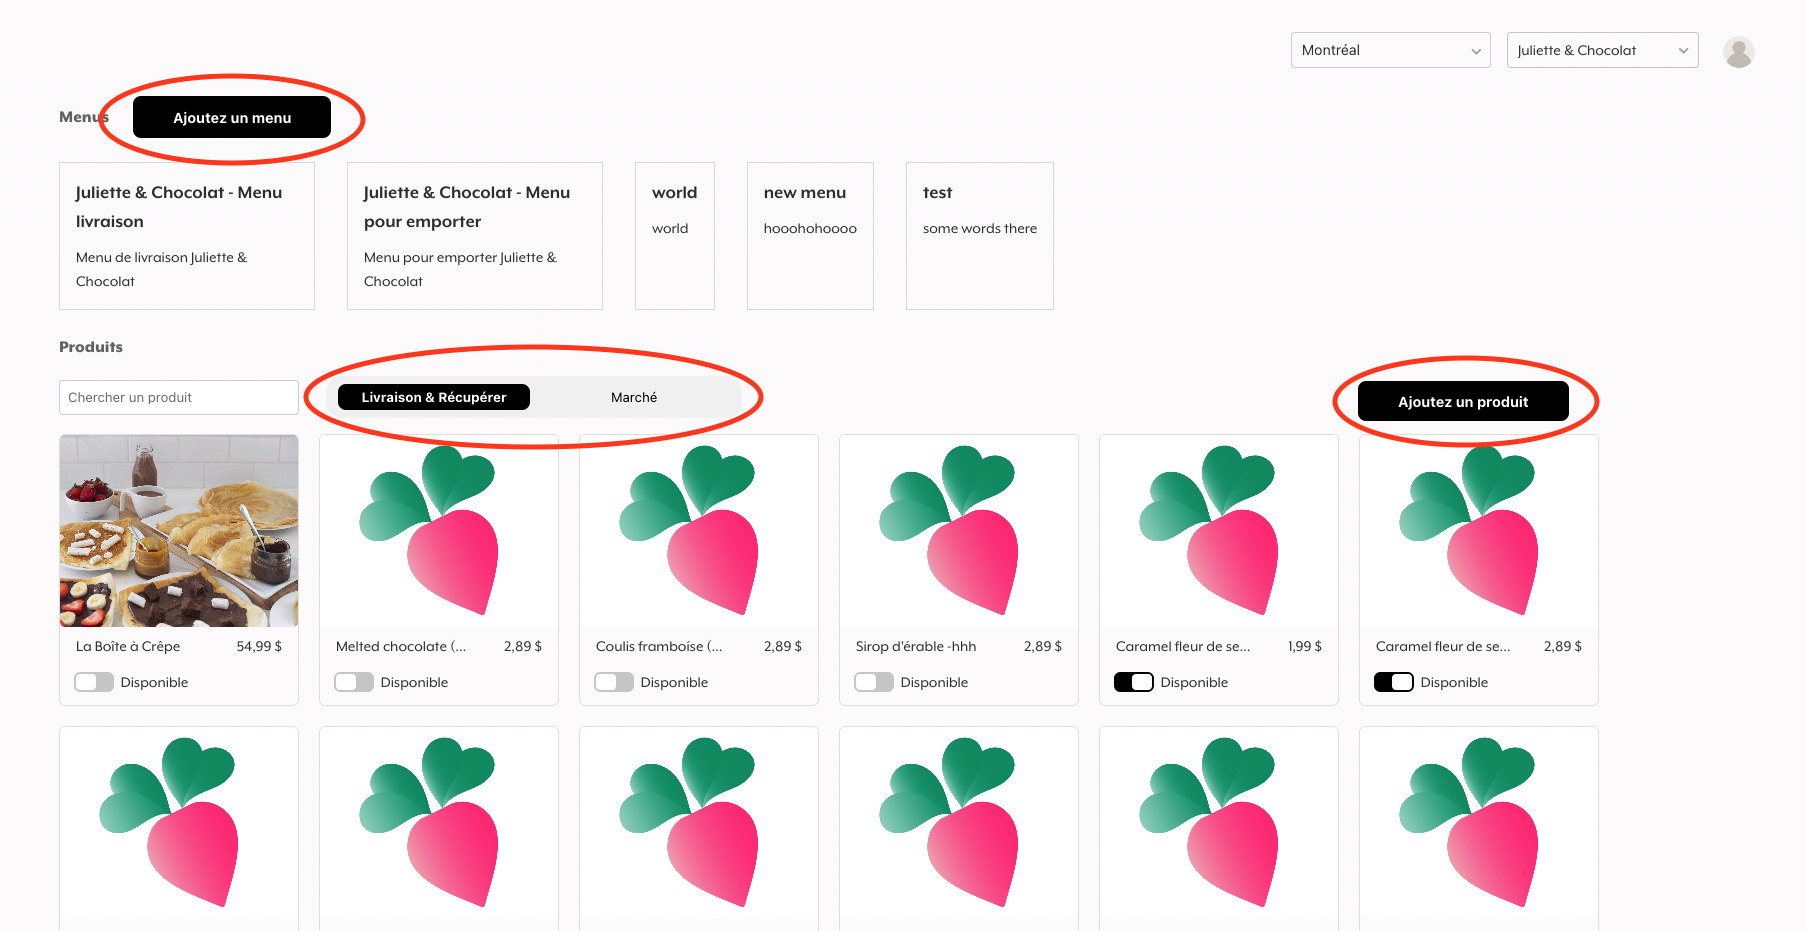 Montréal
Juliette & Chocolat
Menus
Ajoutez un menu
Juliette & Chocolat - Menu
livraison
Menu de livraison Juliette &
Chocolat
Juliette & Chocolat - Menu
pour emporter
Menu pour emporter Juliette &
Chocolat
world
world
new menu
hooohohoooo
test
some words there
Produits
Chercher un produit
Livraison & Récupérer
Marché
Ajoutez un produit
La Boîte à Crêpe
54,99 $
Disponible
Melted chocolate (...
2,89 $
Disponible
Coulis framboíse (...
2,89 $
Disponible
Sirop d'érable -hhh
2,89 $
Disponible
Caramel fleur de se...
1,99 $
Disponible
Caramel fleur de se...
2,89 $
Disponible